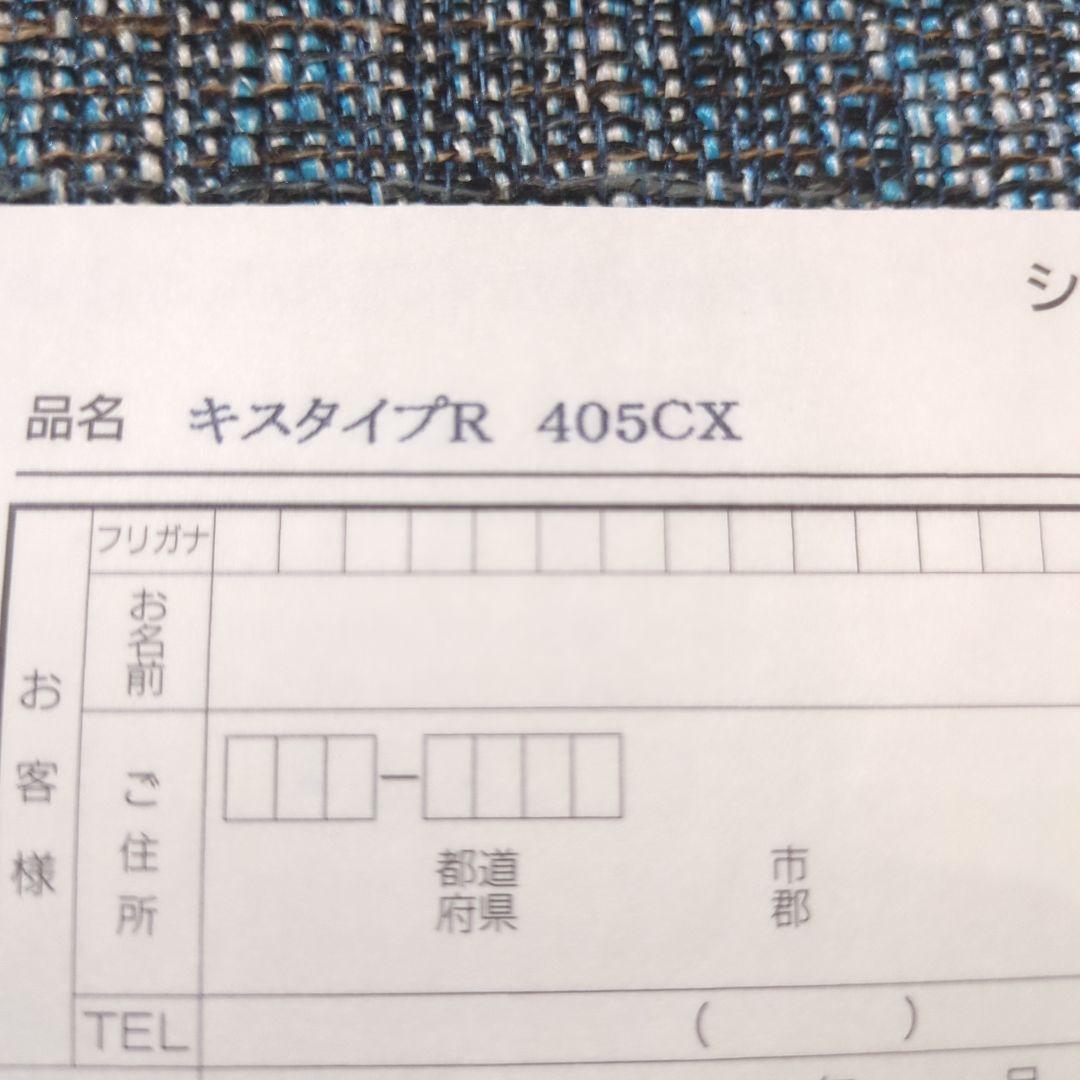 シ
品名 キスタイプR 405CX
フリガナ
お名前
お客様
ご住所
ー
都道府県
市郡
TEL
( )